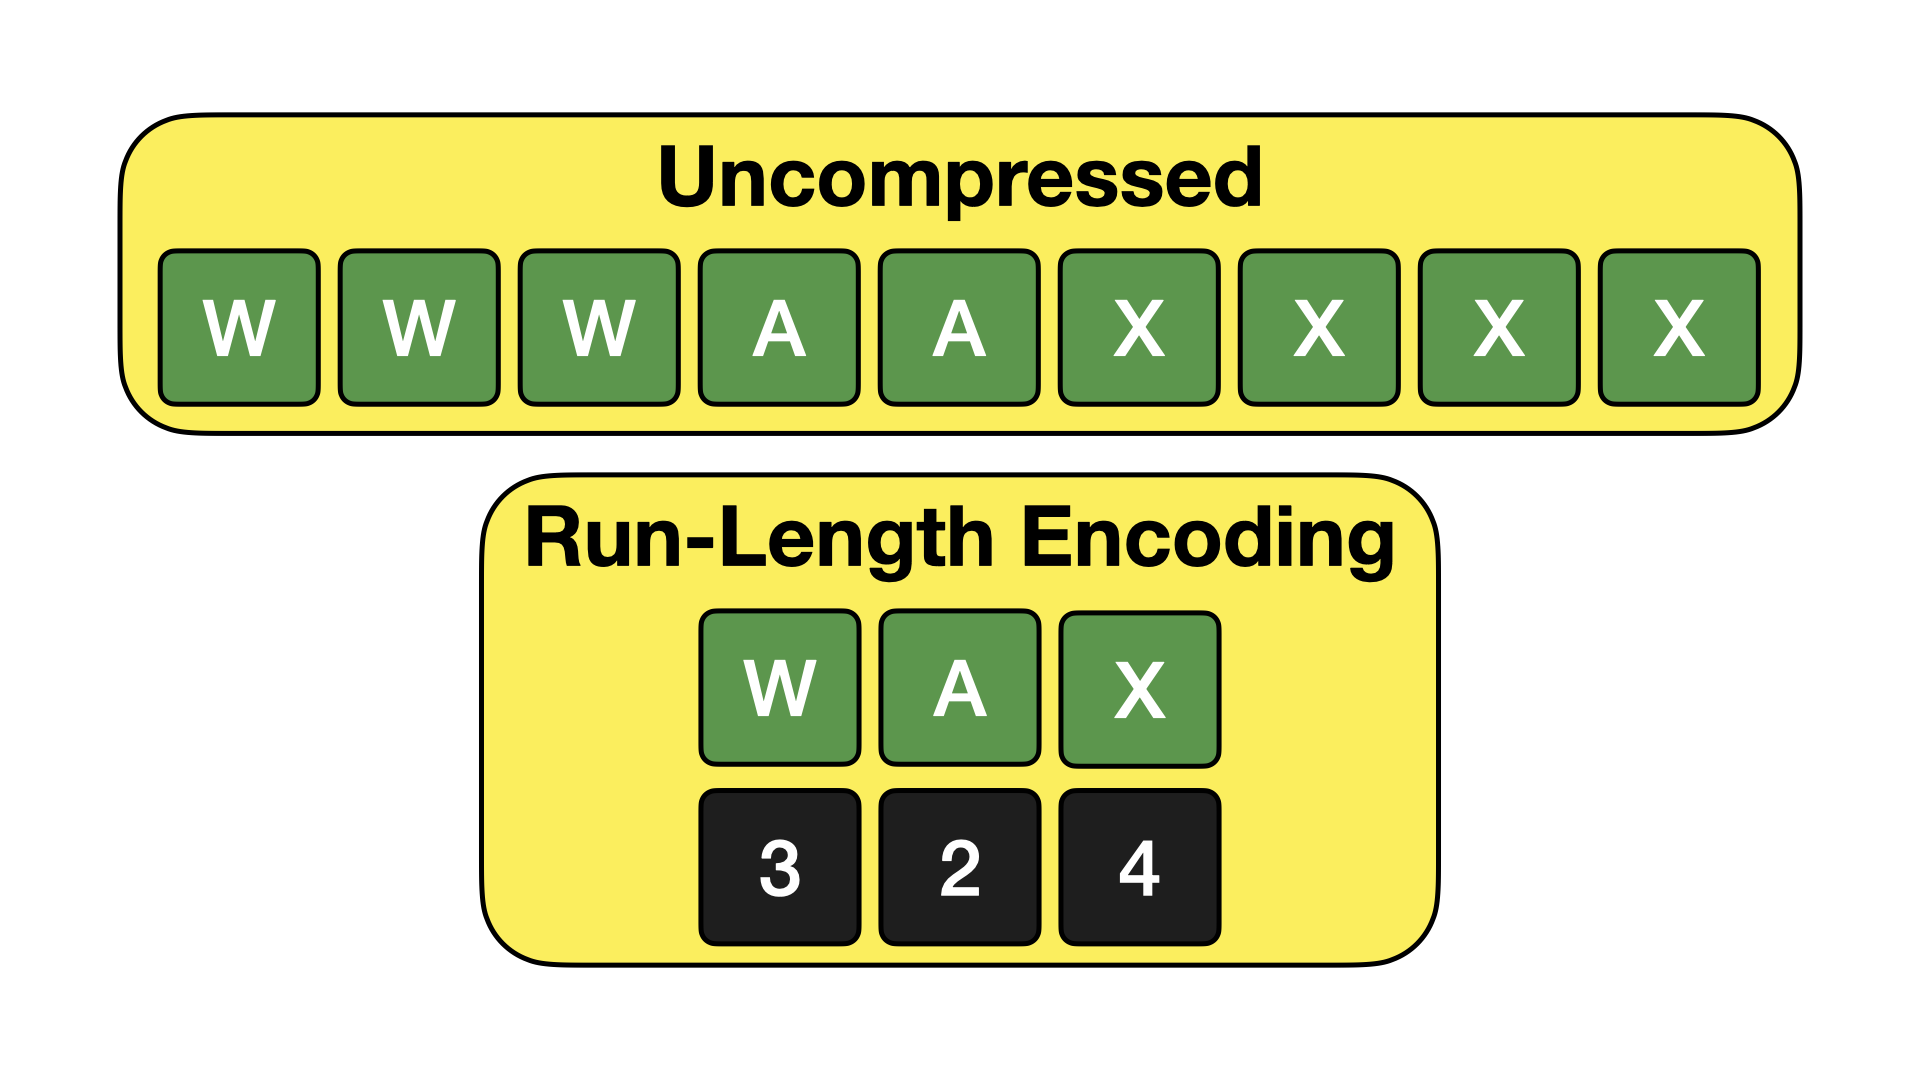 Uncompressed
W W W A A X X X X
Run-Length Encoding
W A X
3 2 4